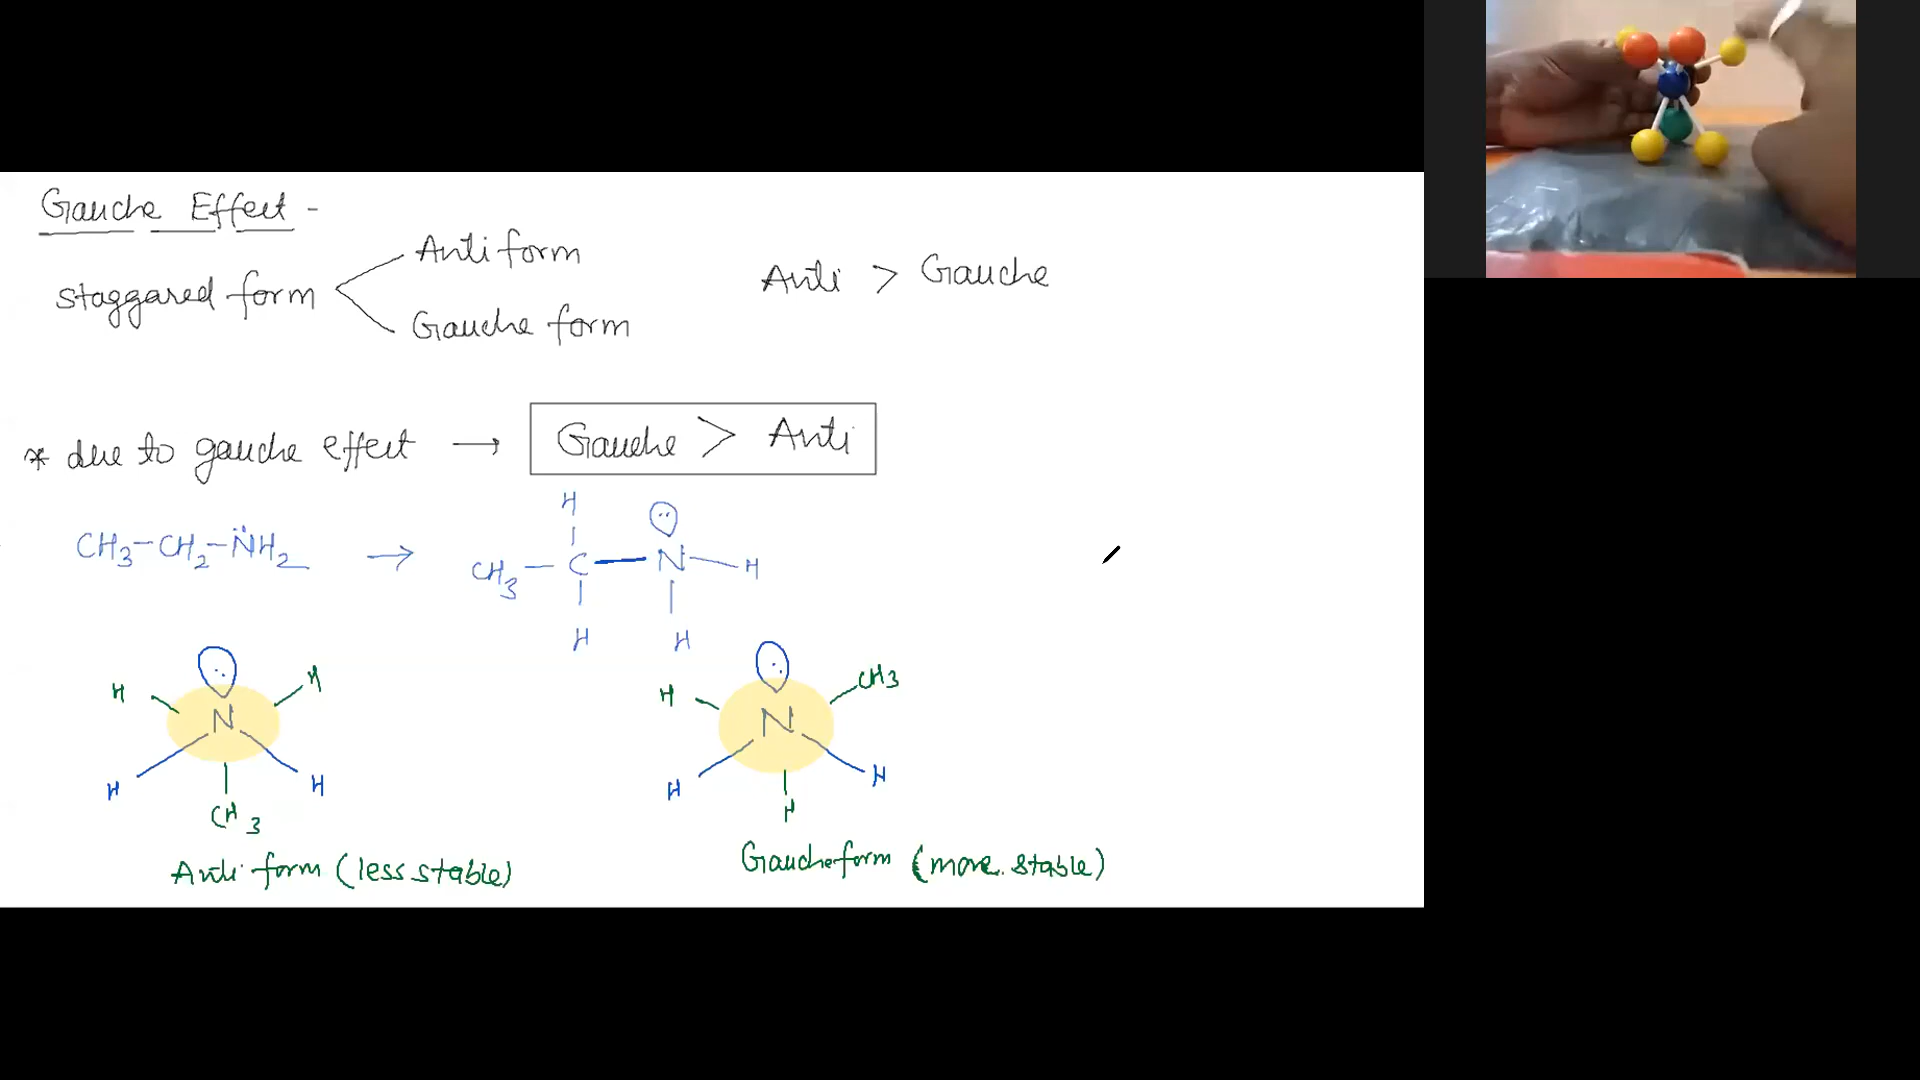 Gauche Effect -
staggared form
Anti form
Gauche form
Anti > Gauche
* due to gauche effect → Gauche > Anti
CH3-CH2-N̈H2 →
H
CH3 - C - N̈ - H
H H
H H
N
H H
CH3
H CH3
N
H H
H
Anti form (less stable)
Gauche form (more stable)